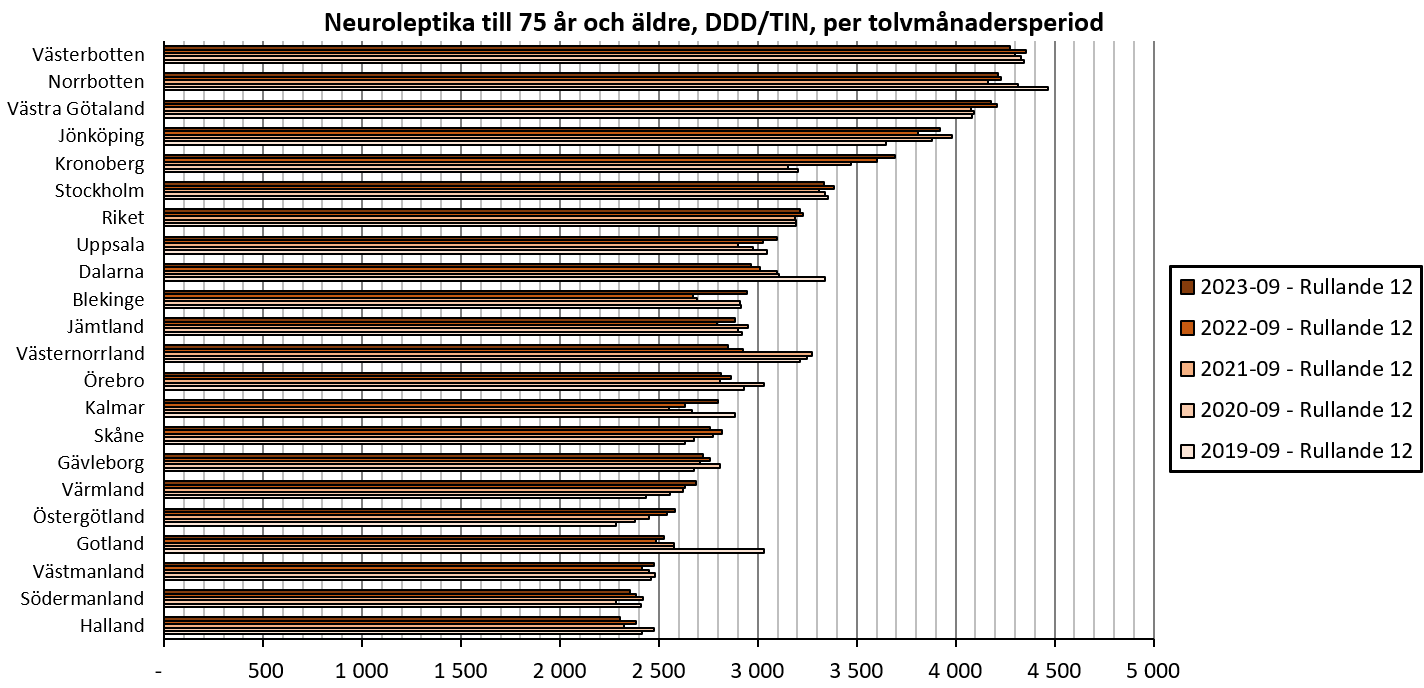 Neuroleptika till 75 år och äldre, DDD/TIN, per tolvmånadersperiod
Västerbotten
Norrbotten
Västra Götaland
Jönköping
Kronoberg
Stockholm
Riket
Uppsala
Dalarna
Blekinge
Jämtland
Västernorrland
Örebro
Kalmar
Skåne
Gävleborg
Värmland
Östergötland
Gotland
Västmanland
Södermanland
Halland
- 500 1 000 1 500 2 000 2 500 3 000 3 500 4 000 4 500 5 000
2023-09 - Rullande 12
2022-09 - Rullande 12
2021-09 - Rullande 12
2020-09 - Rullande 12
2019-09 - Rullande 12